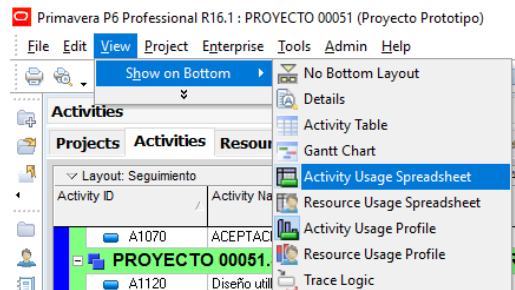 Primavera P6 Professional R16.1 : PROYECTO 00051 (Proyecto Prototipo)
File Edit View Project Enterprise Tools Admin Help
Show on Bottom
No Bottom Layout
Details
Activity Table
Gantt Chart
Activity Usage Spreadsheet
Resource Usage Spreadsheet
Activity Usage Profile
Resource Usage Profile
Trace Logic
Activities
Projects Activities Resour
Layout: Seguimiento
Activity ID Activity Na
A1070 ACEPTACI
PROYECTO 00051.
A1120 Diseño util